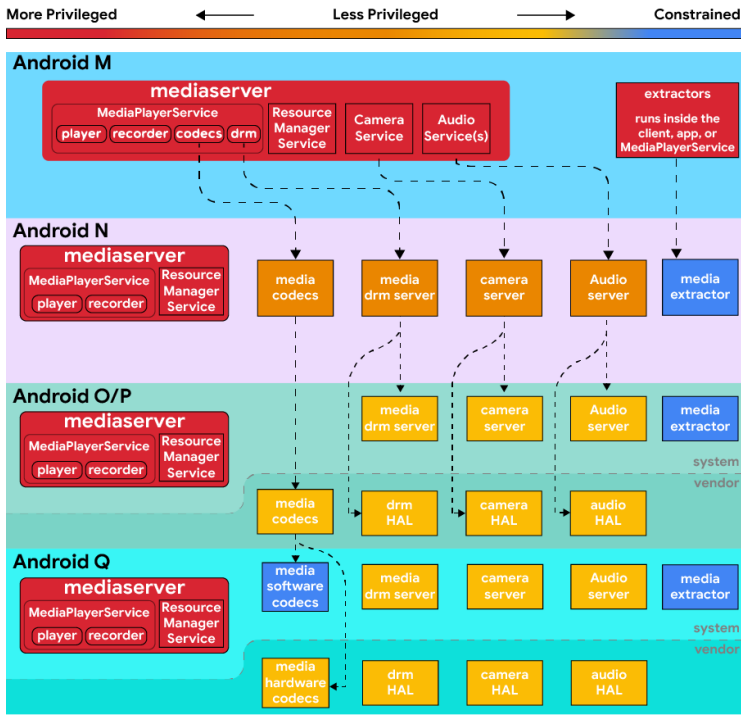 More Privileged
Less Privileged
Constrained
Android M
mediaserver
MediaPlayerService
player
recorder
codecs
drm
Resource
Manager
Service
Camera
Service
Audio
Service(s)
extractors
runs inside the
client, app, or
MediaPlayerService
Android N
mediaserver
MediaPlayerService
player
recorder
Resource
Manager
Service
media
codecs
media
drm server
camera
server
Audio
server
media
extractor
Android O/P
mediaserver
MediaPlayerService
player
recorder
Resource
Manager
Service
media
drm server
camera
server
Audio
server
media
extractor
system
vendor
media
codecs
drm
HAL
camera
HAL
audio
HAL
Android Q
mediaserver
MediaPlayerService
player
recorder
Resource
Manager
Service
media
software
codecs
media
drm server
camera
server
Audio
server
media
extractor
system
vendor
media
hardware
codecs
drm
HAL
camera
HAL
audio
HAL